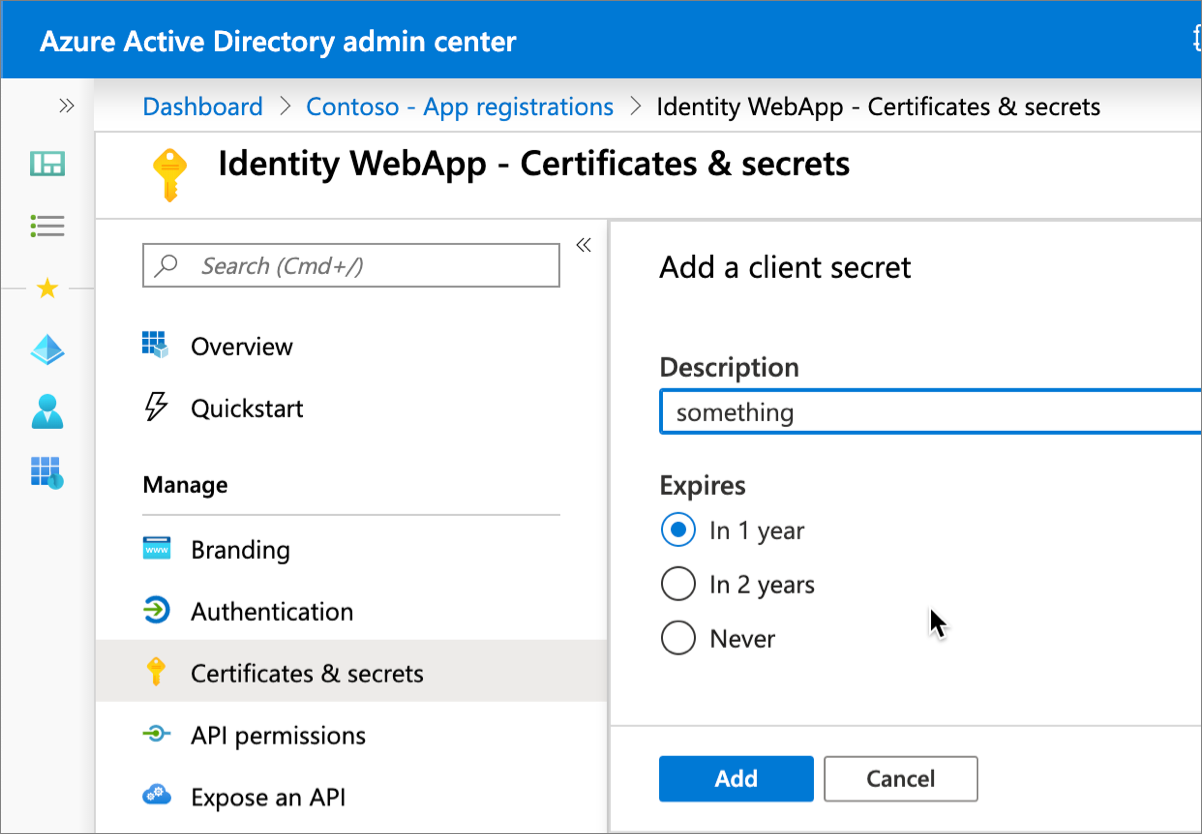 Azure Active Directory admin center
Dashboard > Contoso - App registrations > Identity WebApp - Certificates & secrets
Identity WebApp - Certificates & secrets
Search (Cmd+/)
Overview
Quickstart
Manage
www
Branding
Authentication
Certificates & secrets
API permissions
Expose an API
Add a client secret
Description
something
Expires
In 1 year
In 2 years
Never
Add
Cancel